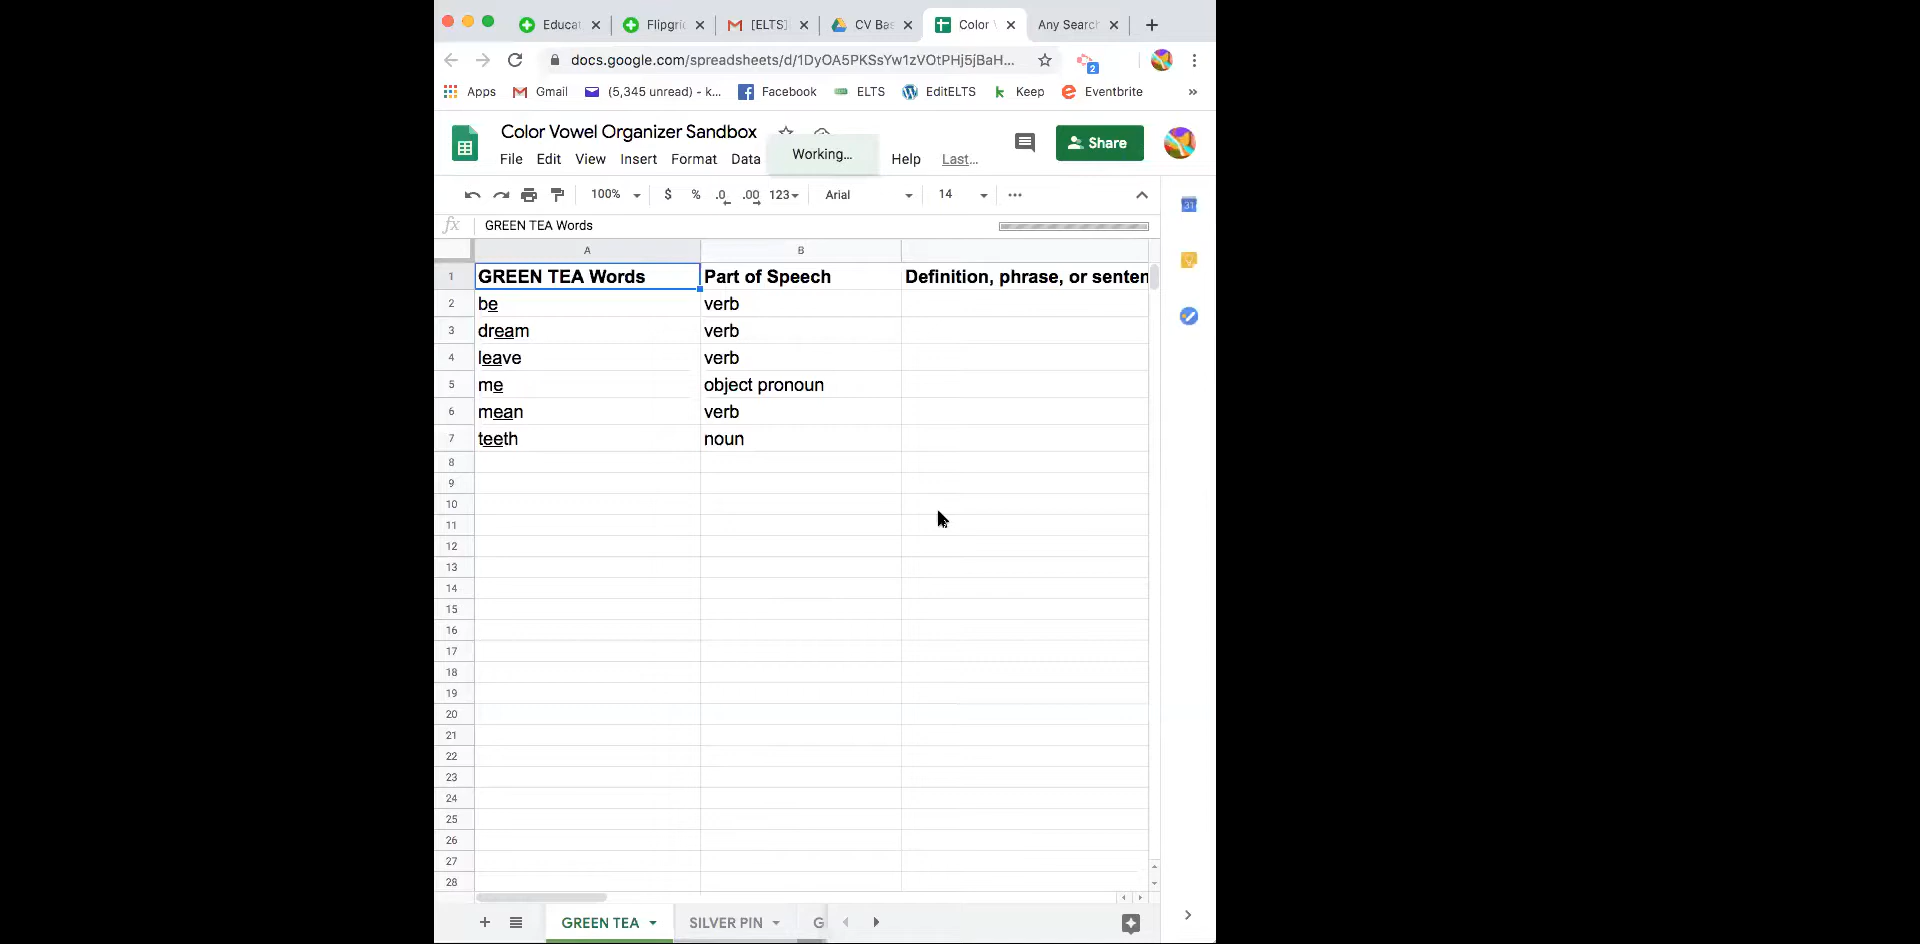 Educa
Flipgri
[ELTS]
CV Ba
Color
Any Search
docs.google.com/spreadsheets/d/1DyOA5PKSsYw1zVOtPHj5jBaH...
2
Apps
Gmail
(5,345 unread) - k...
Facebook
ELTS
EditELTS
Keep
Eventbrite
»
Color Vowel Organizer Sandbox
Share
File Edit View Insert Format Data
Working...
Help
Last...
100%
$ % .0 .00 123
Arial
14
fx
GREEN TEA Words
A B
1 GREEN TEA Words Part of Speech Definition, phrase, or senten
2 be verb
3 dream verb
4 leave verb
5 me object pronoun
6 mean verb
7 teeth noun
8
9
10
11
12
13
14
15
16
17
18
19
20
21
22
23
24
25
26
27
28
31
GREEN TEA
SILVER PIN
G